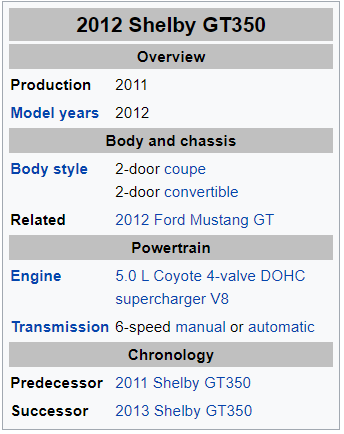 2012 Shelby GT350
Overview
Production 2011
Model years 2012
Body and chassis
Body style 2-door coupe
2-door convertible
Related 2012 Ford Mustang GT
Powertrain
Engine 5.0 L Coyote 4-valve DOHC
supercharger V8
Transmission 6-speed manual or automatic
Chronology
Predecessor 2011 Shelby GT350
Successor 2013 Shelby GT350